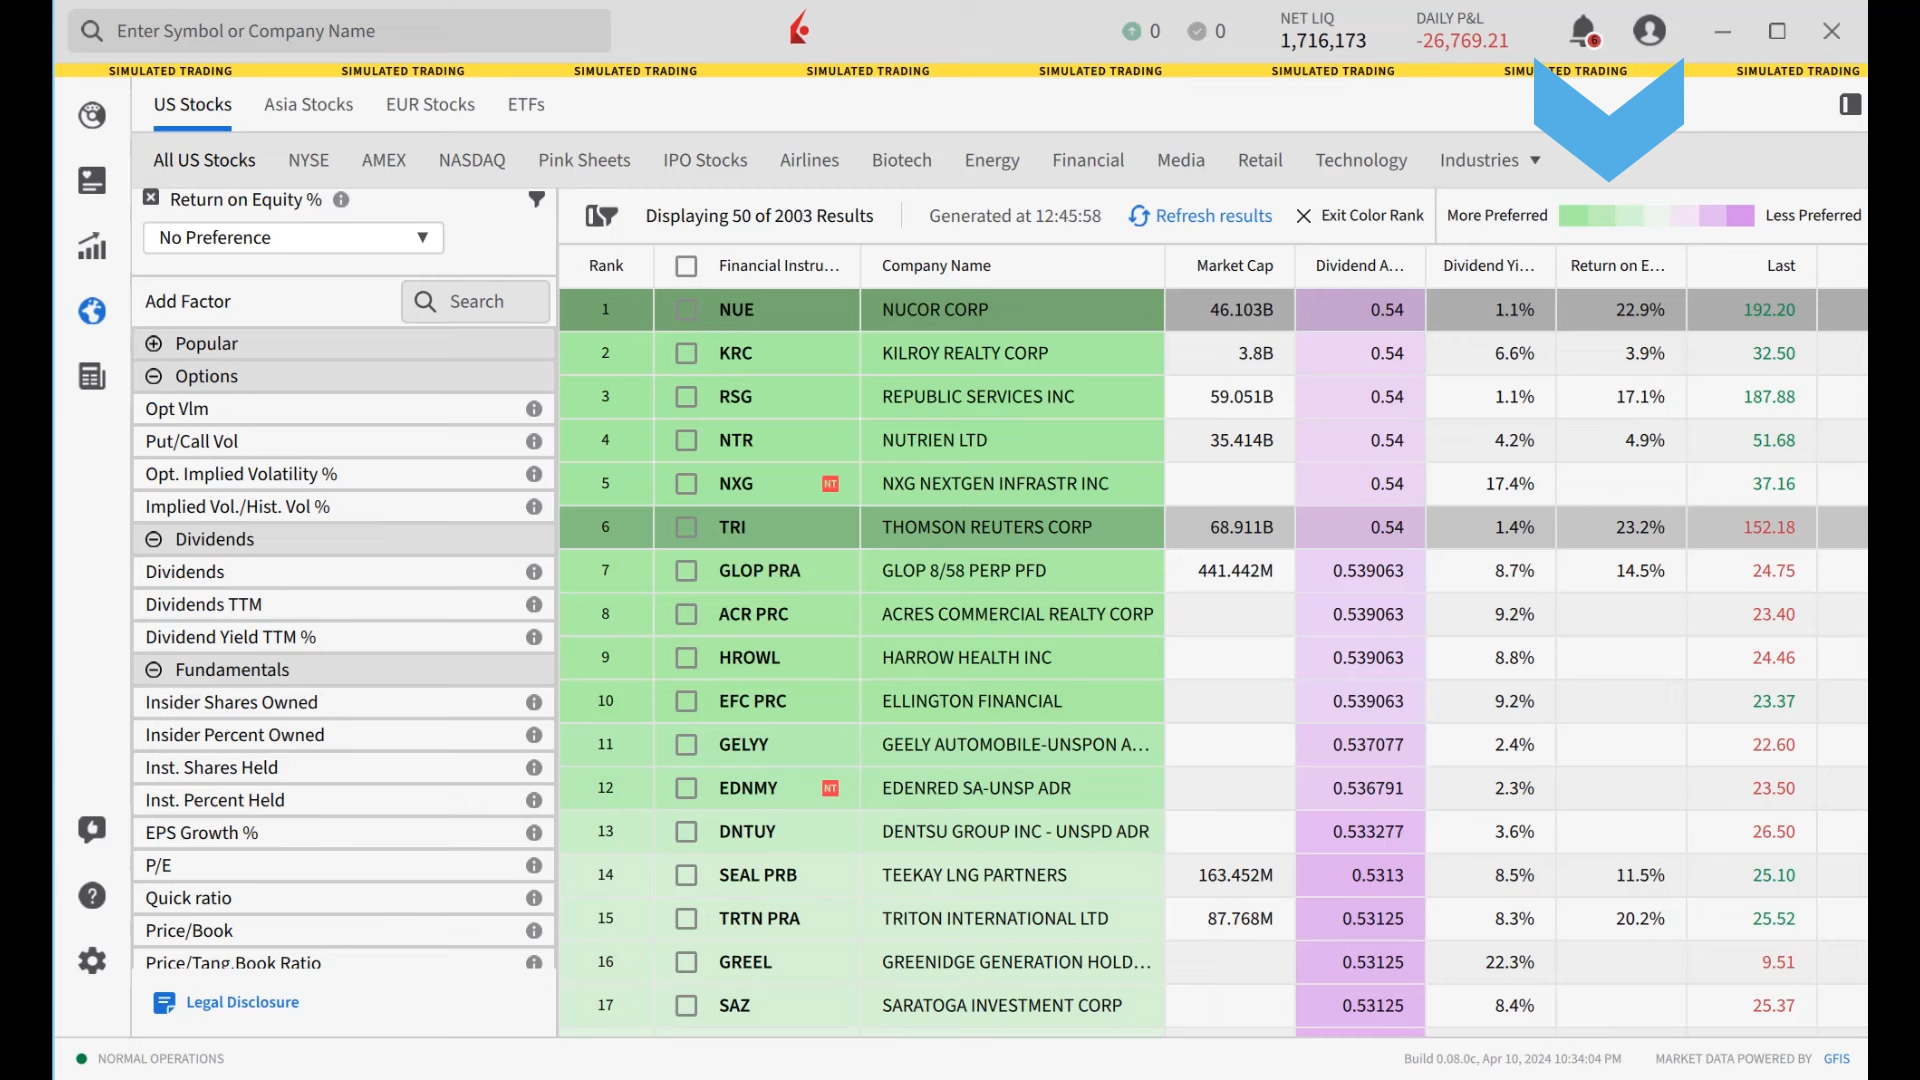 Enter Symbol or Company Name
0
0
NET LIQ
1,716,173
DAILY P&L
-26,769.21
6
SIMULATED TRADING SIMULATED TRADING SIMULATED TRADING SIMULATED TRADING SIMULATED TRADING SIMULATED TRADING SIMU TRADING SIMULATED TRADING
US Stocks Asia Stocks EUR Stocks ETFs
All US Stocks NYSE AMEX NASDAQ Pink Sheets IPO Stocks Airlines Biotech Energy Financial Media Retail Technology Industries
Return on Equity %
No Preference
Add Factor
Search
Popular
Options
Opt Vlm
Put/Call Vol
Opt. Implied Volatility %
Implied Vol./Hist. Vol %
Dividends
Dividends
Dividends TTM
Dividend Yield TTM %
Fundamentals
Insider Shares Owned
Insider Percent Owned
Inst. Shares Held
Inst. Percent Held
EPS Growth %
P/E
Quick ratio
Price/Book
Price/Tang.Book Ratio
Legal Disclosure
Displaying 50 of 2003 Results Generated at 12:45:58 Refresh results Exit Color Rank More Preferred Less Preferred
Rank Financial Instru... Company Name Market Cap Dividend A... Dividend Yi... Return on E... Last
1 NUE NUCOR CORP 46.103B 0.54 1.1% 22.9% 192.20
2 KRC KILROY REALTY CORP 3.8B 0.54 6.6% 3.9% 32.50
3 RSG REPUBLIC SERVICES INC 59.051B 0.54 1.1% 17.1% 187.88
4 NTR NUTRIEN LTD 35.414B 0.54 4.2% 4.9% 51.68
5 NXG NT NXG NEXTGEN INFRASTR INC 0.54 17.4% 37.16
6 TRI THOMSON REUTERS CORP 68.911B 0.54 1.4% 23.2% 152.18
7 GLOP PRA GLOP 8/58 PERP PFD 441.442M 0.539063 8.7% 14.5% 24.75
8 ACR PRC ACRES COMMERCIAL REALTY CORP 0.539063 9.2% 23.40
9 HROWL HARROW HEALTH INC 0.539063 8.8% 24.46
10 EFC PRC ELLINGTON FINANCIAL 0.539063 9.2% 23.37
11 GELYY GEELY AUTOMOBILE-UNSPON A... 0.537077 2.4% 22.60
12 EDNMY NT EDENRED SA-UNSP ADR 0.536791 2.3% 23.50
13 DNTUY DENTSU GROUP INC - UNSPD ADR 0.533277 3.6% 26.50
14 SEAL PRB TEEKAY LNG PARTNERS 163.452M 0.5313 8.5% 11.5% 25.10
15 TRTN PRA TRITON INTERNATIONAL LTD 87.768M 0.53125 8.3% 20.2% 25.52
16 GREEL GREENIDGE GENERATION HOLD... 0.53125 22.3% 9.51
17 SAZ SARATOGA INVESTMENT CORP 0.53125 8.4% 25.37
NORMAL OPERATIONS Build 0.08.0c, Apr 10, 2024 10:34:04 PM MARKET DATA POWERED BY GFIS